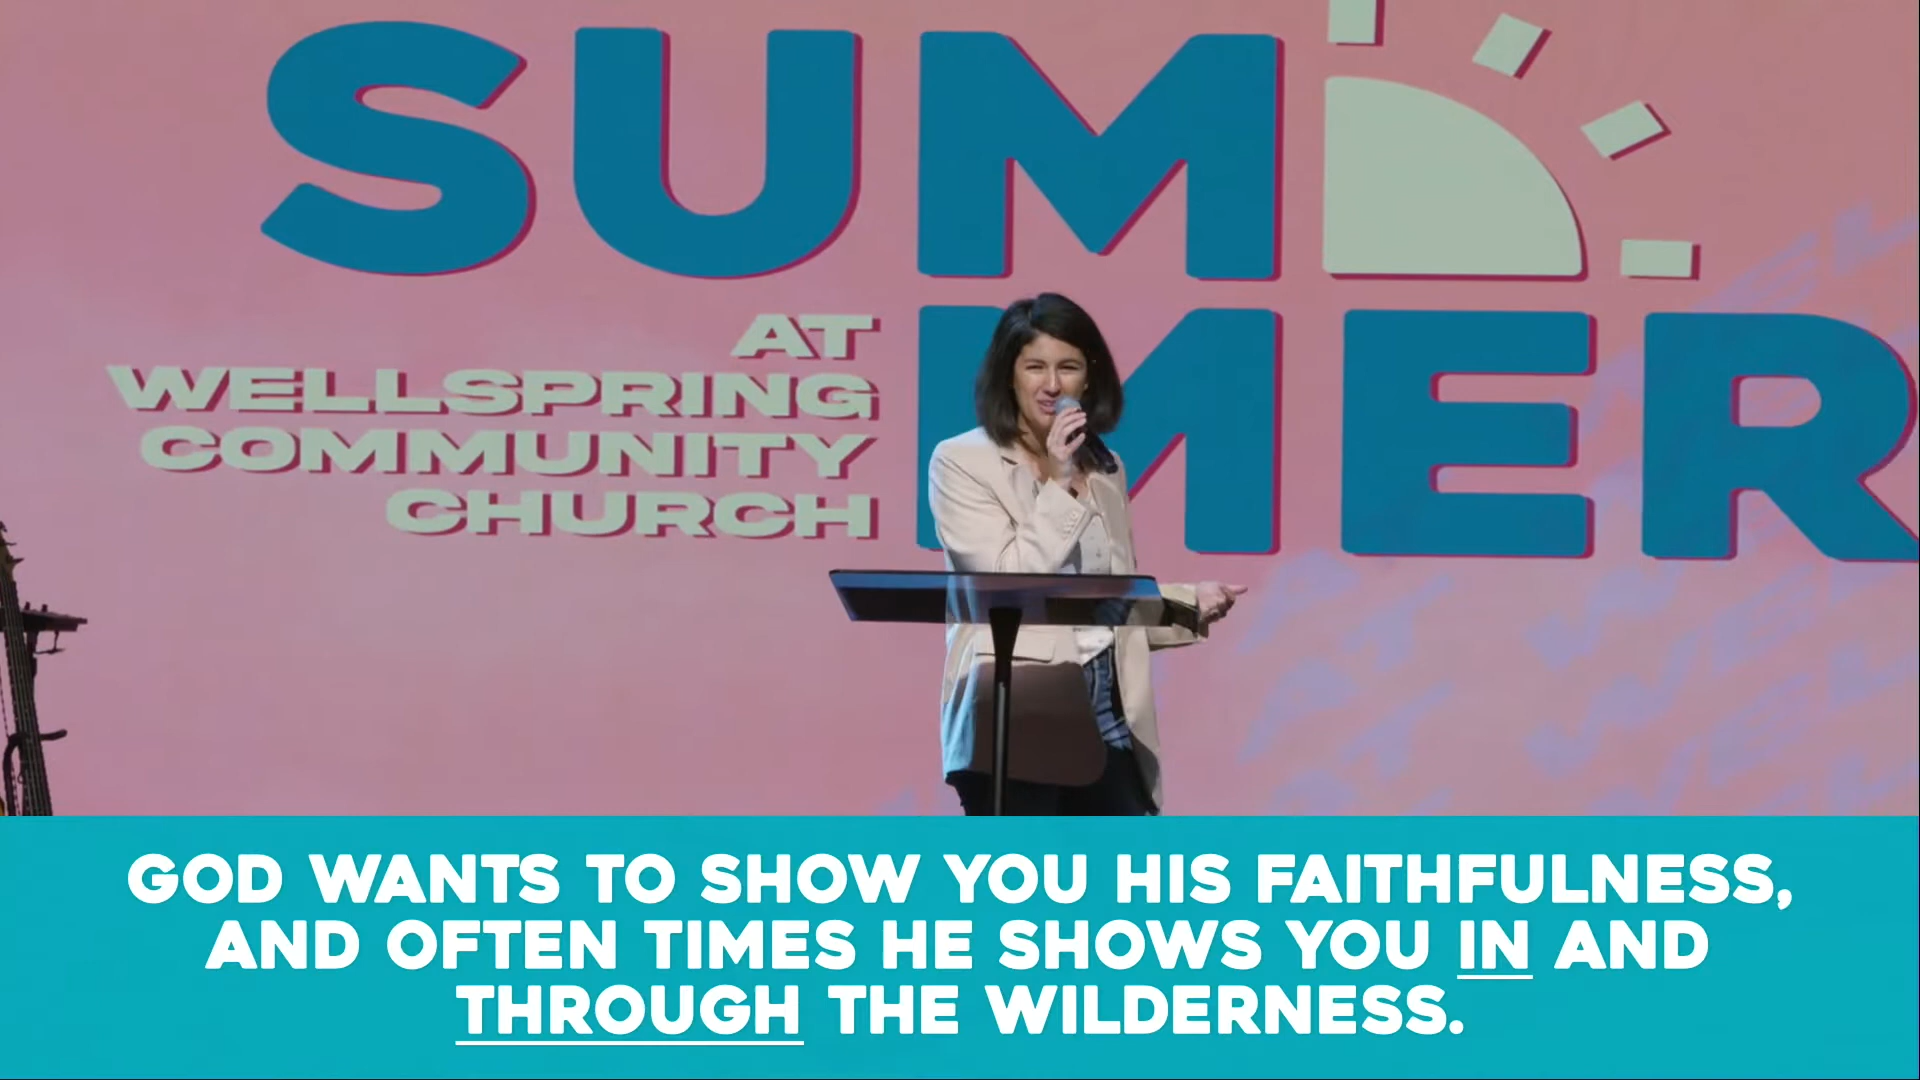 SUM
MER
AT
WELLSPRING
COMMUNITY
CHURCH
GOD WANTS TO SHOW YOU HIS FAITHFULNESS,
AND OFTEN TIMES HE SHOWS YOU IN AND
THROUGH THE WILDERNESS.